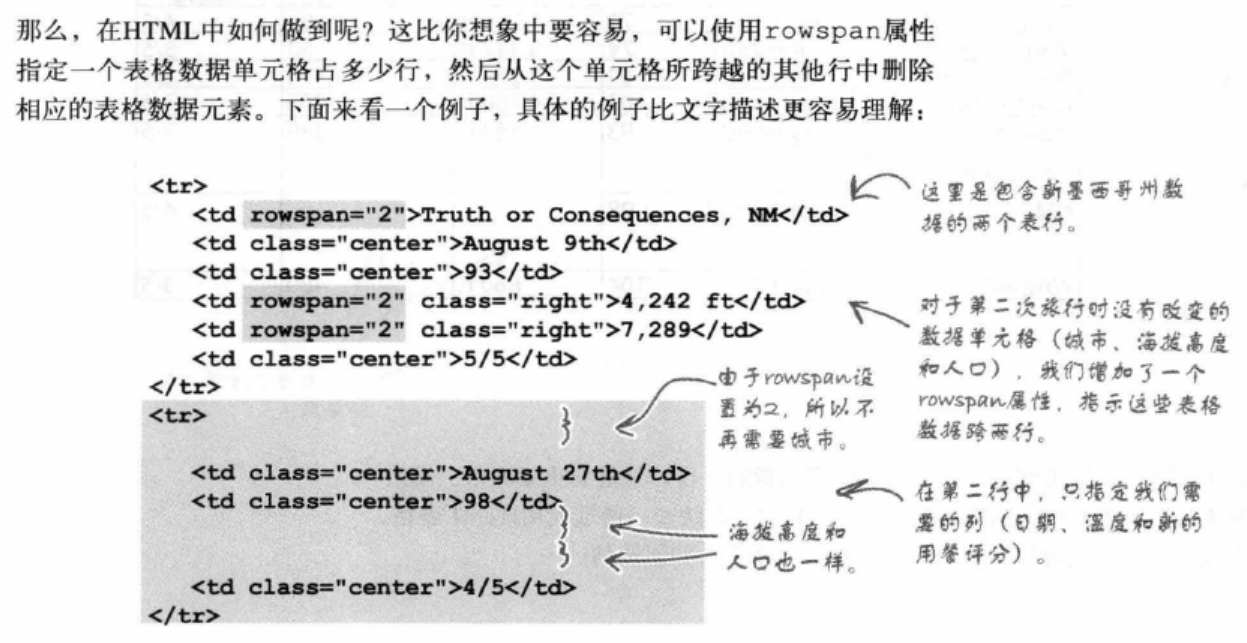 那么，在HTML中如何做到呢？这比你想象中要容易，可以使用rowspan属性
指定一个表格数据单元格占多少行，然后从这个单元格所跨越的其他行中删除
相应的表格数据元素。下面来看一个例子，具体的例子比文字描述更容易理解：
<tr>
<td rowspan="2">Truth or Consequences, NM</td>
<td class="center">August 9th</td>
<td class="center">93</td>
<td rowspan="2" class="right">4,242 ft</td>
<td rowspan="2" class="right">7,289</td>
<td class="center">5/5</td>
</tr>
<tr>
<td class="center">August 27th</td>
<td class="center">98</td>
<td class="center">4/5</td>
</tr>
这里是包含新墨西哥州数
据的两个表行。
对于第二次旅行时没有改变的
数据单元格（城市、海拔高度
和人口），我们增加了一个
rowspan属性，指示这些表格
数据跨两行。
由于rowspan设
置为2，所以不
再需要城市。
在第二行中，只指定我们需
要的列（日期、温度和新的
用餐评分）。
海拔高度和
人口也一样。